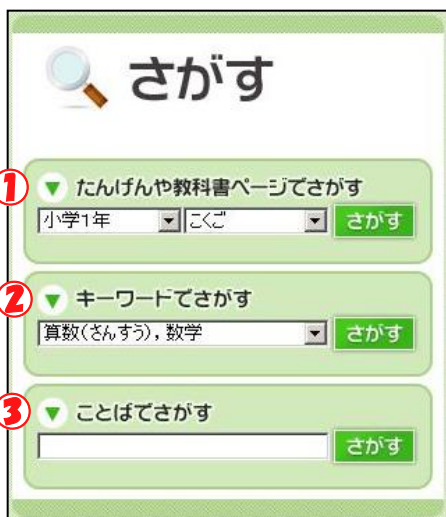 さがす
① ▼ たんげんや教科書ページでさがす
小学1年 こくご さがす
② ▼ キーワードでさがす
算数(さんすう),数学 さがす
③ ▼ ことばでさがす
さがす